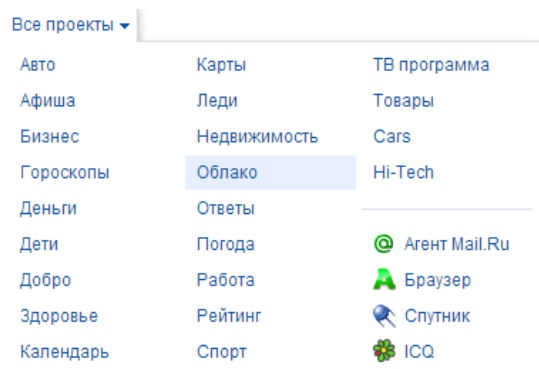 Все проекты
Авто
Афиша
Бизнес
Гороскопы
Деньги
Дети
Добро
Здоровье
Календарь
Карты
Леди
Недвижимость
Облако
Ответы
Погода
Работа
Рейтинг
Спорт
ТВ программа
Товары
Cars
Hi-Tech
Агент Mail.Ru
Браузер
Спутник
ICQ